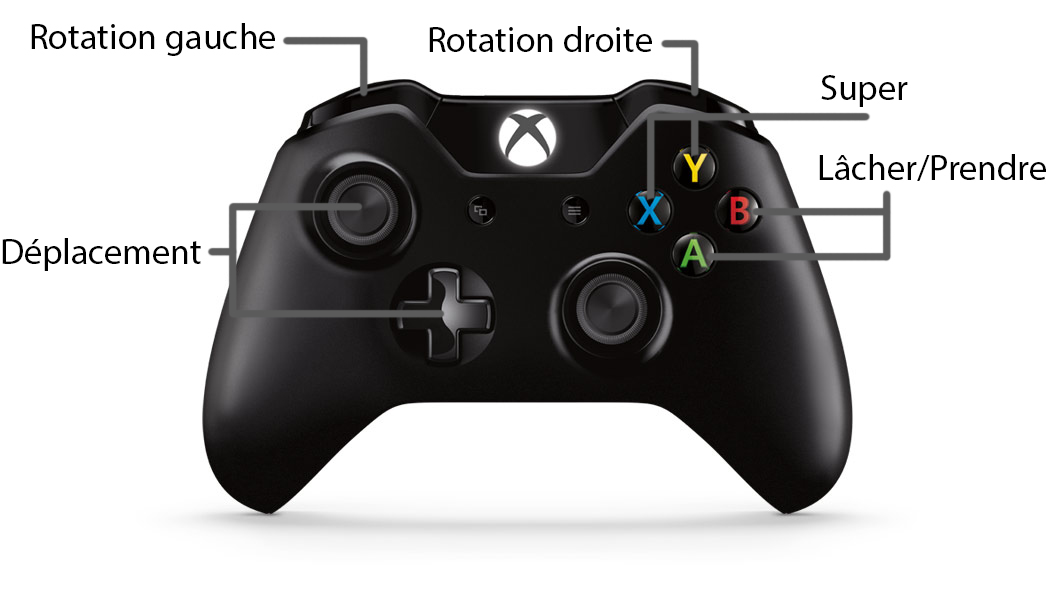 Rotation gauche
Rotation droite
Super
Y
Lâcher/Prendre
X
B
Déplacement
A